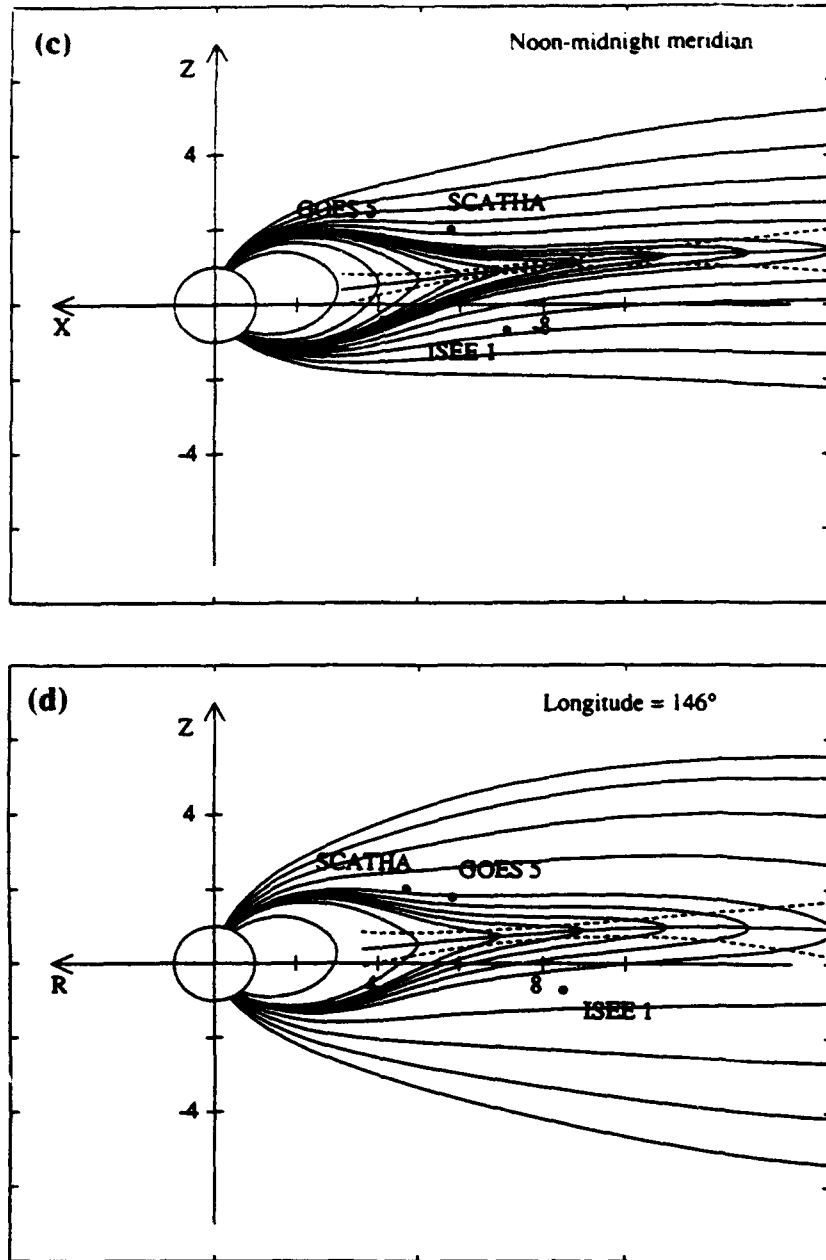 (c)
Noon-midnight meridian
Z
4
GOES 5
SCATHA
X
-8
ISEE 1
-4
(d)
Longitude = 146°
Z
4
SCATHA
GOES 5
R
8
ISEE 1
-4